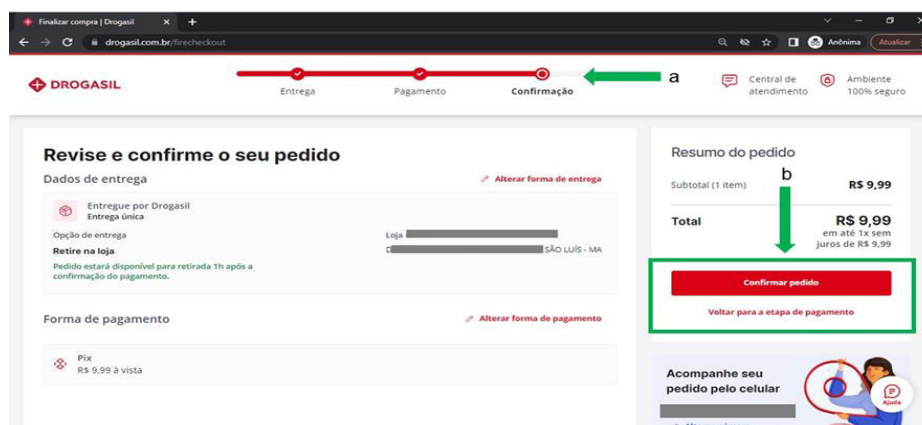 Finalizar compra | Drogasil
drogasil.com.br/firecheckout
Anônima
Atualizar
DROGASIL
Entrega
Pagamento
Confirmação
a
Central de
atendimento
Ambiente
100% seguro
Revise e confirme o seu pedido
Dados de entrega
Alterar forma de entrega
Entregue por Drogasil
Entrega única
Opção de entrega
Loja
Retire na loja
SÃO LUÍS - MA
Pedido estará disponível para retirada 1h após a
confirmação do pagamento.
Forma de pagamento
Alterar forma de pagamento
Pix
R$ 9,99 à vista
Resumo do pedido
b
Subtotal (1 item)
R$ 9,99
Total
R$ 9,99
em até 1x sem
juros de R$ 9,99
Confirmar pedido
Voltar para a etapa de pagamento
Acompanhe seu
pedido pelo celular
Ajuda